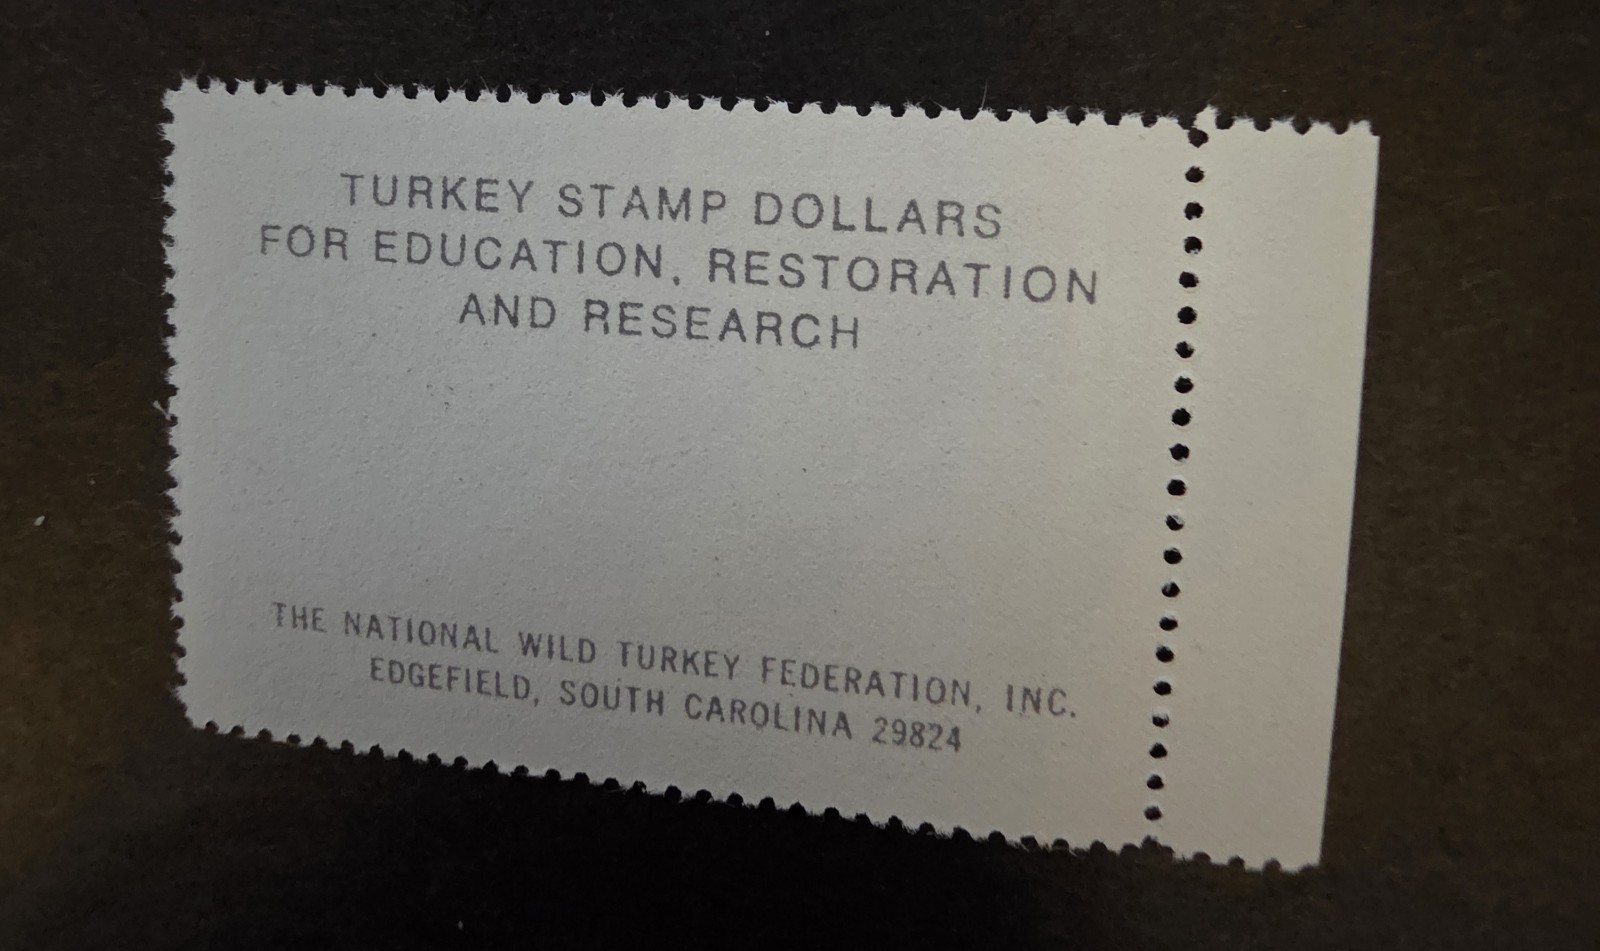 TURKEY STAMP DOLLARS
FOR EDUCATION, RESTORATION
AND RESEARCH
THE NATIONAL WILD TURKEY FEDERATION, INC.
EDGEFIELD, SOUTH CAROLINA 29824